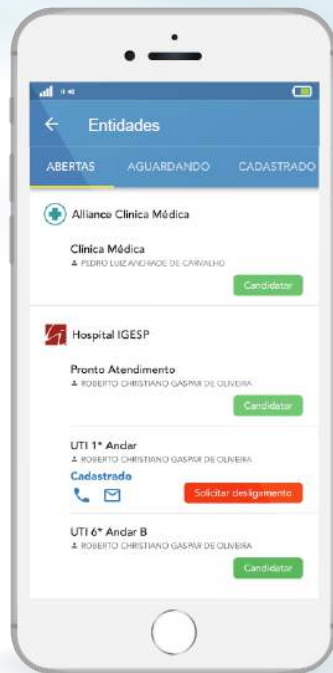 Entidades
ABERTAS AGUARDANDO CADASTRADO
Alliance Clinica Médica
Clínica Médica
PEDRO LUIZ ANDRADE DE CARVALHO
Candidatar
Hospital IGESP
Pronto Atendimento
ROBERTO CHRISTIANO GASPAR DE OLIVEIRA
Candidatar
UTI 1° Andar
ROBERTO CHRISTIANO GASPAR DE OLIVEIRA
Cadastrado
Solicitar desligamento
UTI 6° Andar B
ROBERTO CHRISTIANO GASPAR DE OLIVEIRA
Candidatar